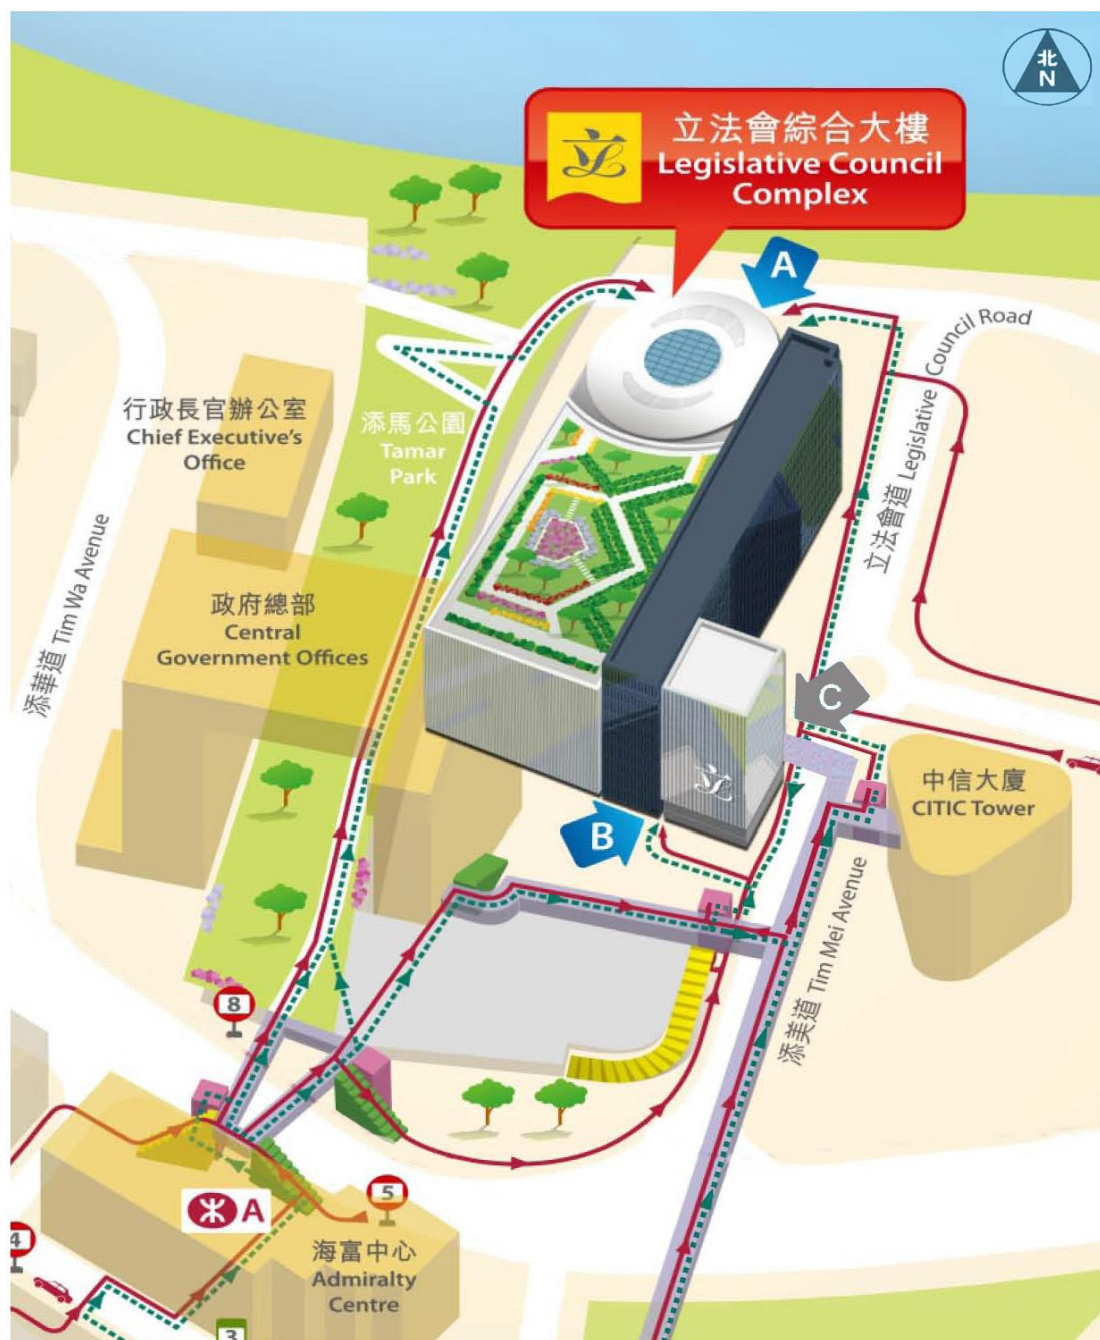 北
N
立法會綜合大樓
Legislative Council
Complex
A
立法會道 Legislative Council Road
行政長官辦公室
Chief Executive's
Office
添馬公園
Tamar
Park
添華道 Tim Wa Avenue
政府總部
Central
Government Offices
C
中信大廈
CITIC Tower
B
添美道 Tim Mei Avenue
8
A
5
海富中心
Admiralty
Centre
4
3